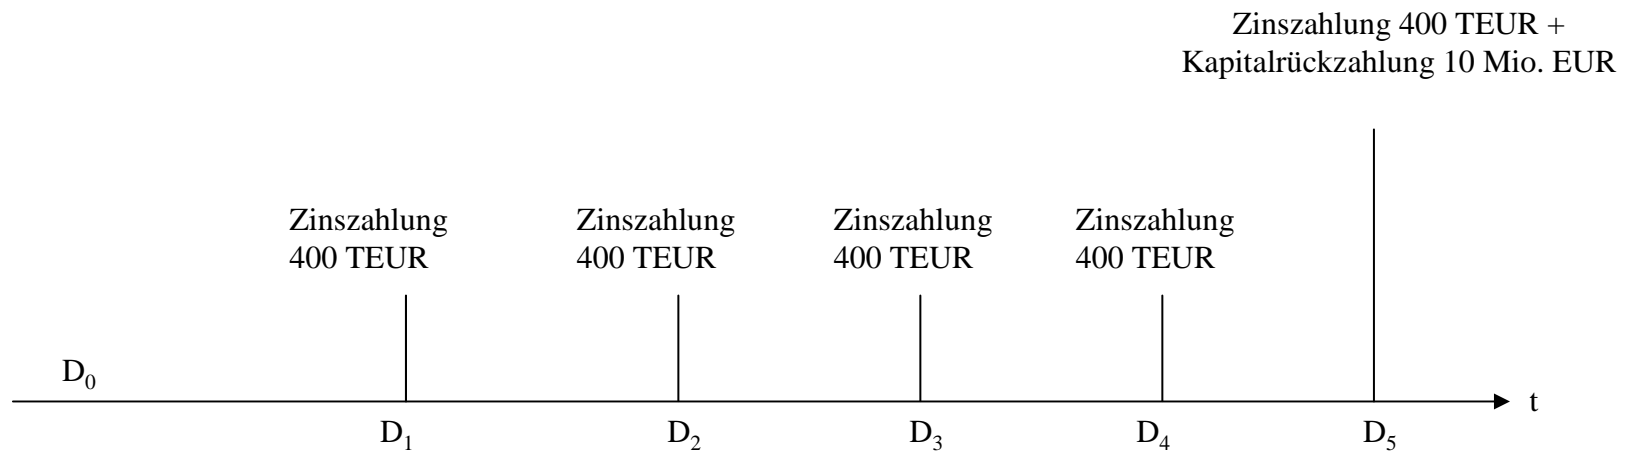 Zinszahlung 400 TEUR +
Kapitalrückzahlung 10 Mio. EUR
Zinszahlung
400 TEUR
Zinszahlung
400 TEUR
Zinszahlung
400 TEUR
Zinszahlung
400 TEUR
D₀
t
D₁
D₂
D₃
D₄
D₅